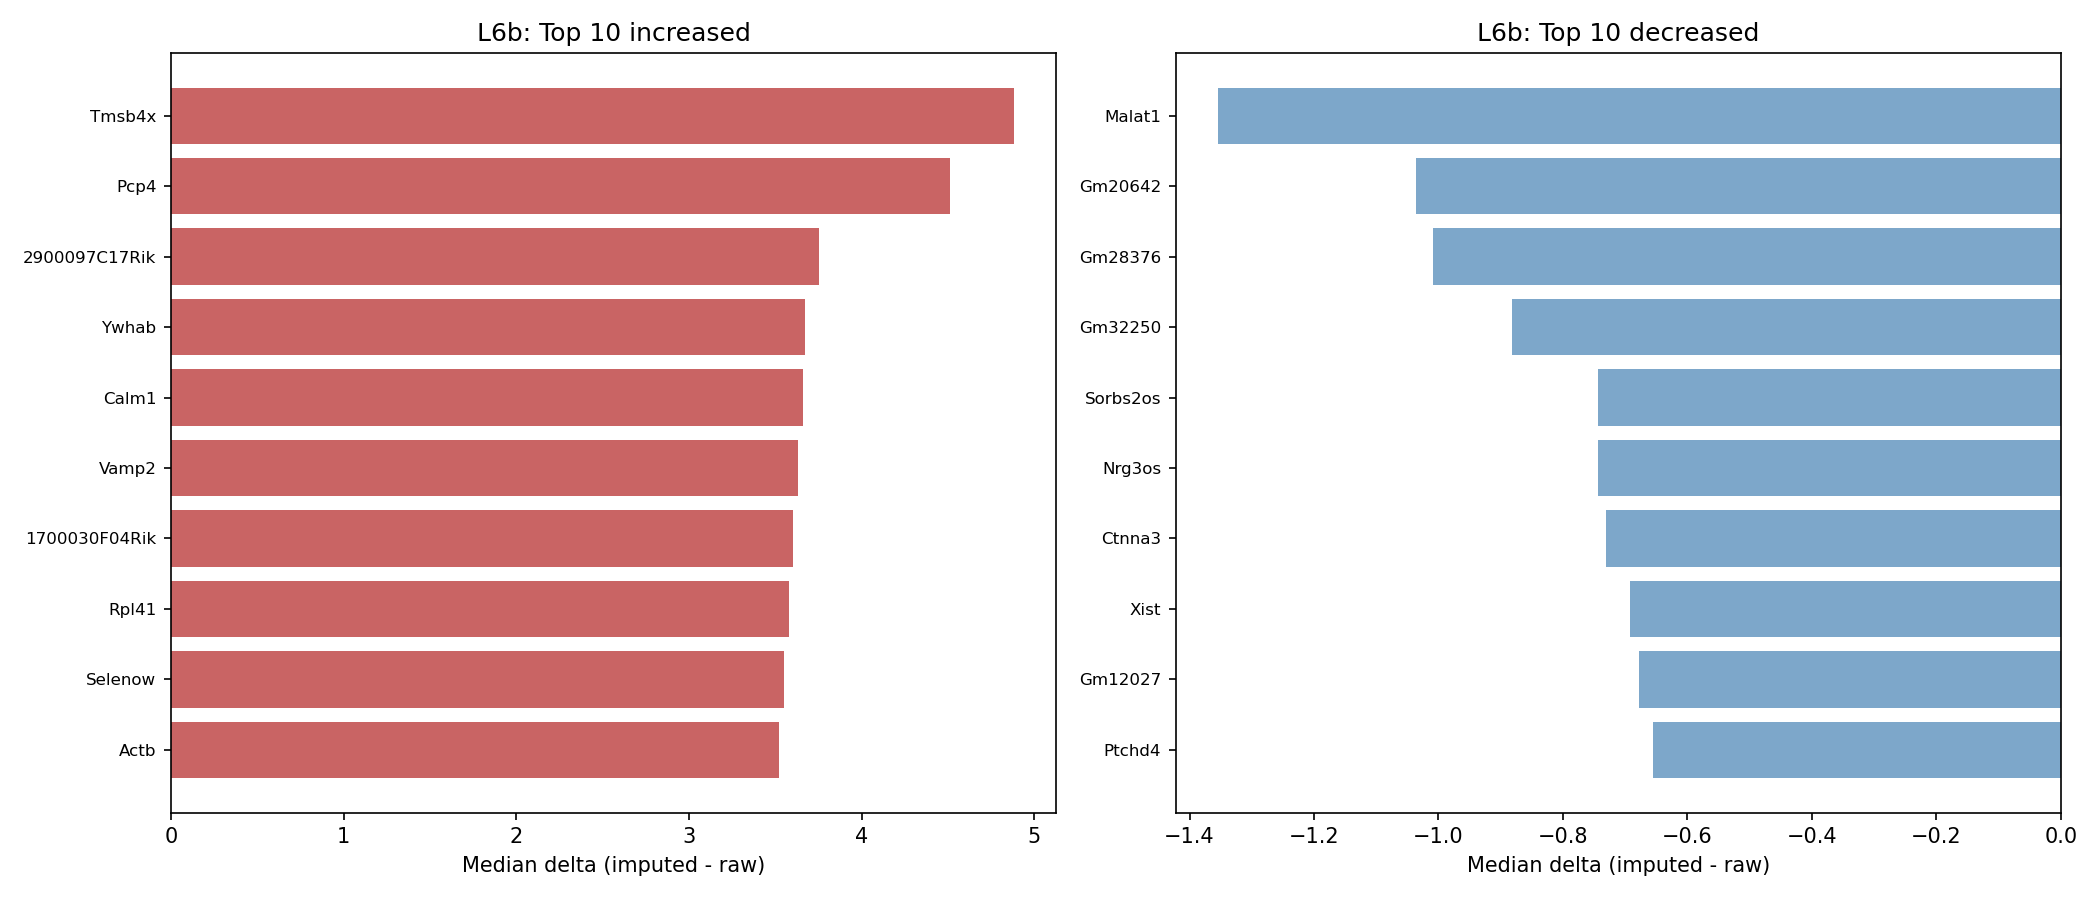 L6b: Top 10 increased
Tmsb4x
Pcp4
2900097C17Rik
Ywhab
Calm1
Vamp2
1700030F04Rik
Rpl41
Selenow
Actb
0 1 2 3 4 5
Median delta (imputed - raw)
L6b: Top 10 decreased
Malat1
Gm20642
Gm28376
Gm32250
Sorbs2os
Nrg3os
Ctnna3
Xist
Gm12027
Ptchd4
−1.4 −1.2 −1.0 −0.8 −0.6 −0.4 −0.2 0.0
Median delta (imputed - raw)